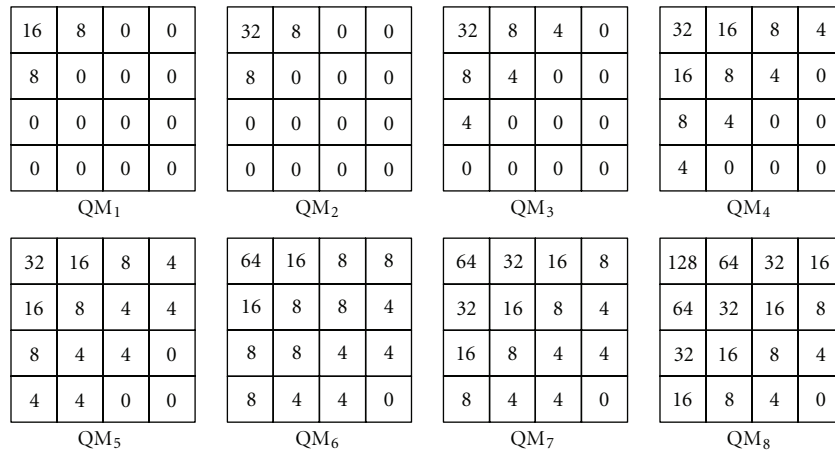 16 8 0 0
8 0 0 0
0 0 0 0
0 0 0 0
QM₁
32 8 0 0
8 0 0 0
0 0 0 0
0 0 0 0
QM₂
32 8 4 0
8 4 0 0
4 0 0 0
0 0 0 0
QM₃
32 16 8 4
16 8 4 0
8 4 0 0
4 0 0 0
QM₄
32 16 8 4
16 8 4 4
8 4 4 0
4 4 0 0
QM₅
64 16 8 8
16 8 8 4
8 8 4 4
8 4 4 0
QM₆
64 32 16 8
32 16 8 4
16 8 4 4
8 4 4 0
QM₇
128 64 32 16
64 32 16 8
32 16 8 4
16 8 4 0
QM₈